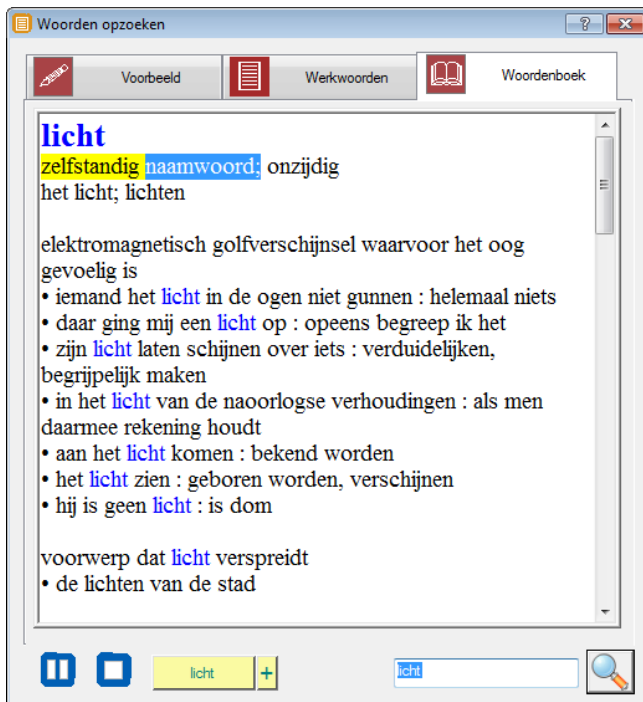 Woorden opzoeken
Voorbeeld
Werkwoorden
Woordenboek
licht
zelfstandig naamwoord; onzijdig
het licht; lichten
elektromagnetisch golfverschijnsel waarvoor het oog
gevoelig is
• iemand het licht in de ogen niet gunnen : helemaal niets
• daar ging mij een licht op : opeens begreep ik het
• zijn licht laten schijnen over iets : verduidelijken,
begrijpelijk maken
• in het licht van de naoorlogse verhoudingen : als men
daarmee rekening houdt
• aan het licht komen : bekend worden
• het licht zien : geboren worden, verschijnen
• hij is geen licht : is dom
voorwerp dat licht verspreidt
• de lichten van de stad
licht +
licht